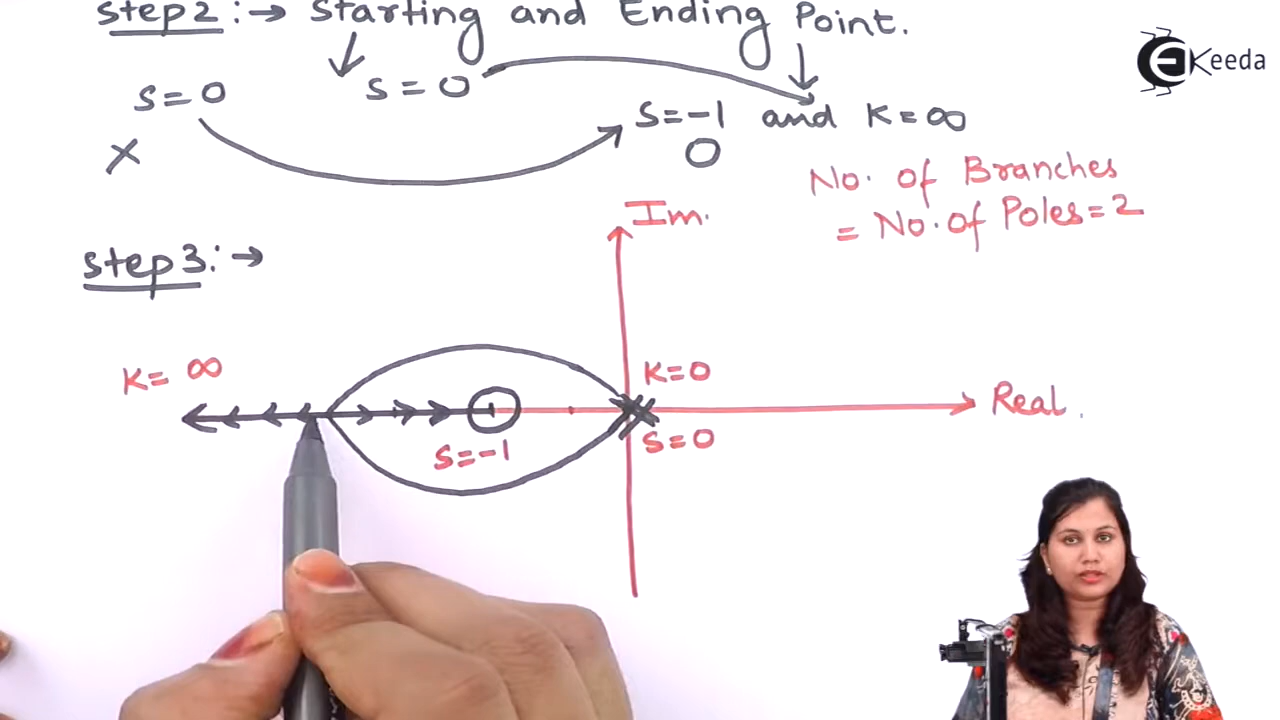 step2:→ Starting and Ending Point.
s=0 s=0 s=-1 and K=∞
No. of Branches
= No. of Poles=2
Im.
step3:→
K= ∞
K=0
Real.
s=-1
s=0
EKeeda